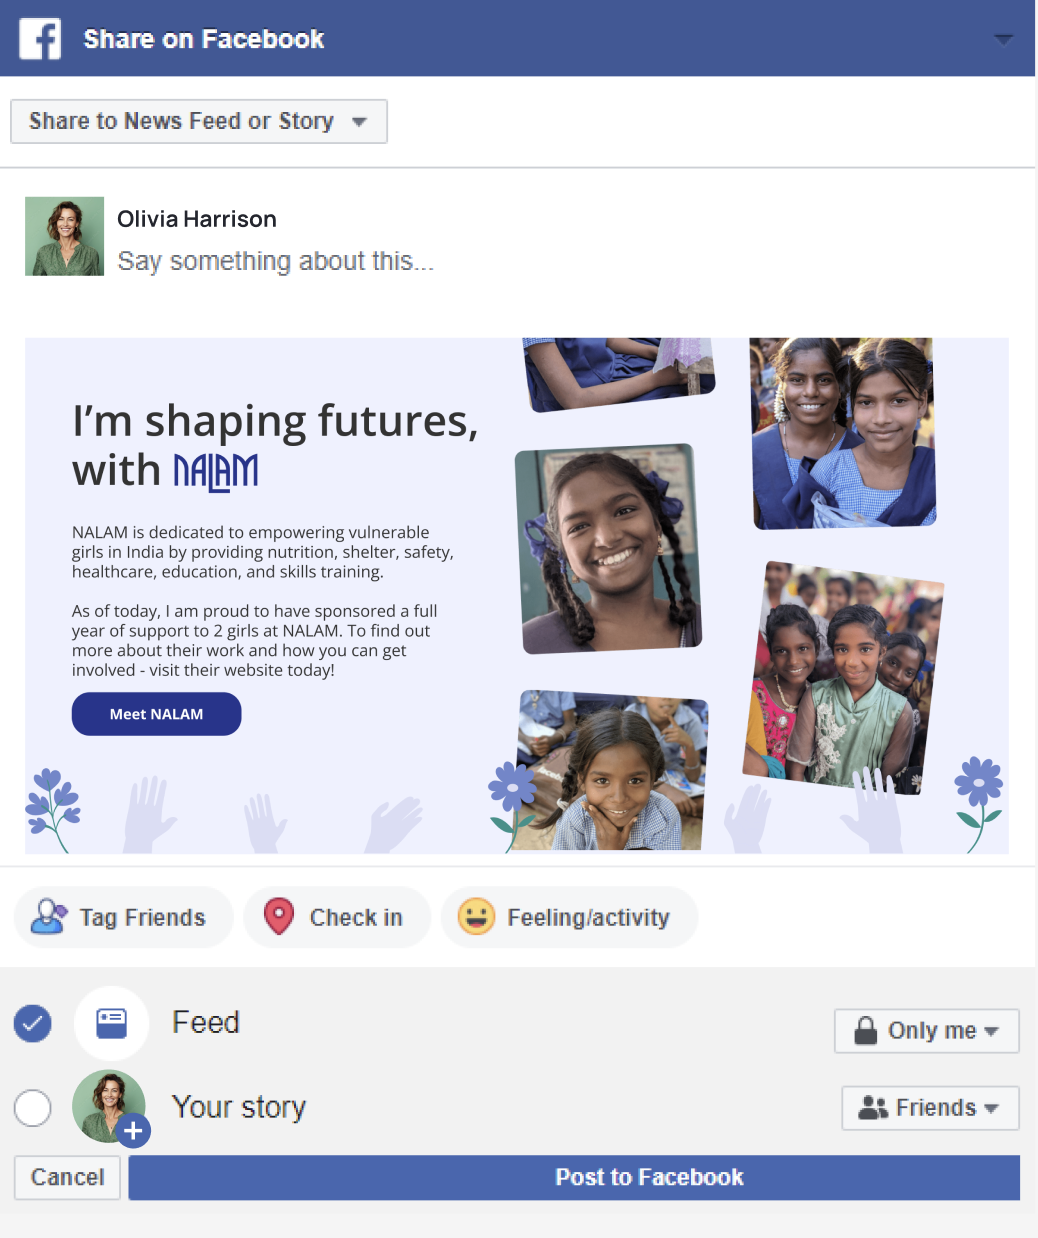 Share on Facebook
Share to News Feed or Story
Olivia Harrison
Say something about this...
I'm shaping futures,
with NALAM
NALAM is dedicated to empowering vulnerable
girls in India by providing nutrition, shelter, safety,
healthcare, education, and skills training.
As of today, I am proud to have sponsored a full
year of support to 2 girls at NALAM. To find out
more about their work and how you can get
involved - visit their website today!
Meet NALAM
Tag Friends Check in Feeling/activity
Feed Only me
Your story Friends
Cancel Post to Facebook